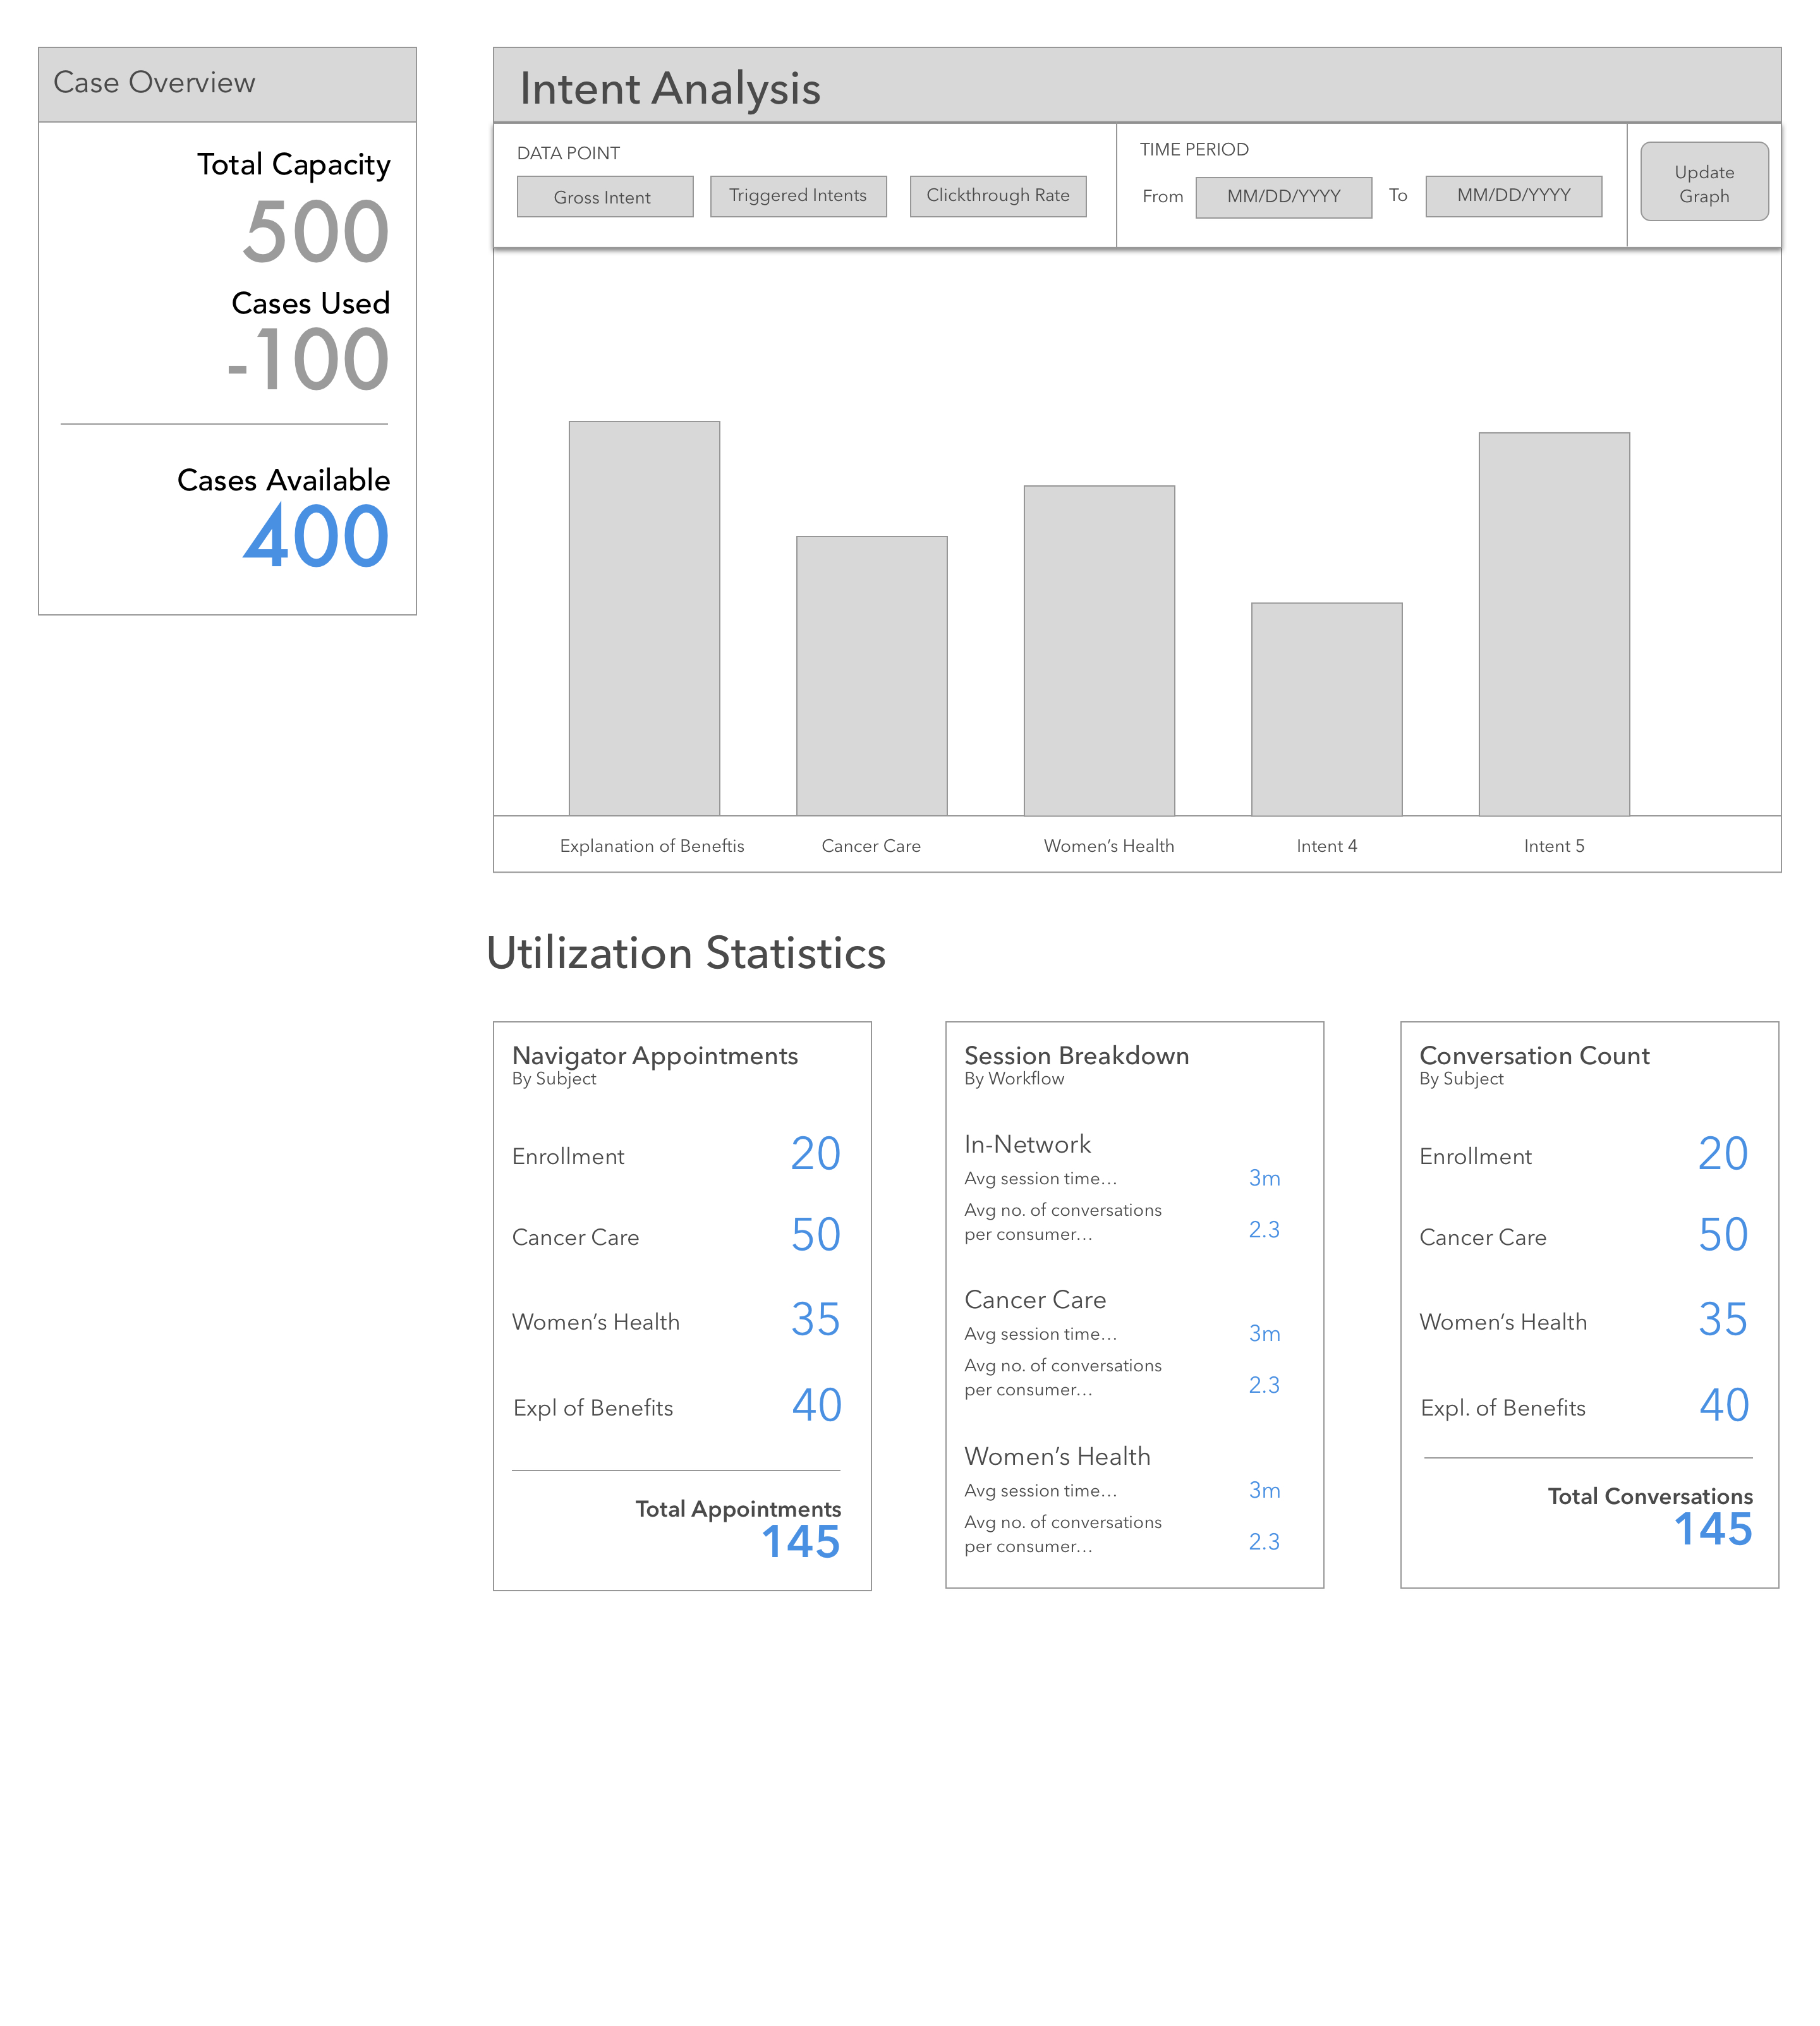 Case Overview
Total Capacity
500
Cases Used
-100
Cases Available
400
Intent Analysis
DATA POINT
Gross Intent
Triggered Intents
Clickthrough Rate
TIME PERIOD
From
MM/DD/YYYY
To
MM/DD/YYYY
Update
Graph
Explanation of Beneftis
Cancer Care
Women’s Health
Intent 4
Intent 5
Utilization Statistics
Navigator Appointments
By Subject
Enrollment 20
Cancer Care 50
Women’s Health 35
Expl of Benefits 40
Total Appointments
145
Session Breakdown
By Workflow
In-Network
Avg session time… 3m
Avg no. of conversations
per consumer… 2.3
Cancer Care
Avg session time… 3m
Avg no. of conversations
per consumer… 2.3
Women’s Health
Avg session time… 3m
Avg no. of conversations
per consumer… 2.3
Conversation Count
By Subject
Enrollment 20
Cancer Care 50
Women’s Health 35
Expl. of Benefits 40
Total Conversations
145